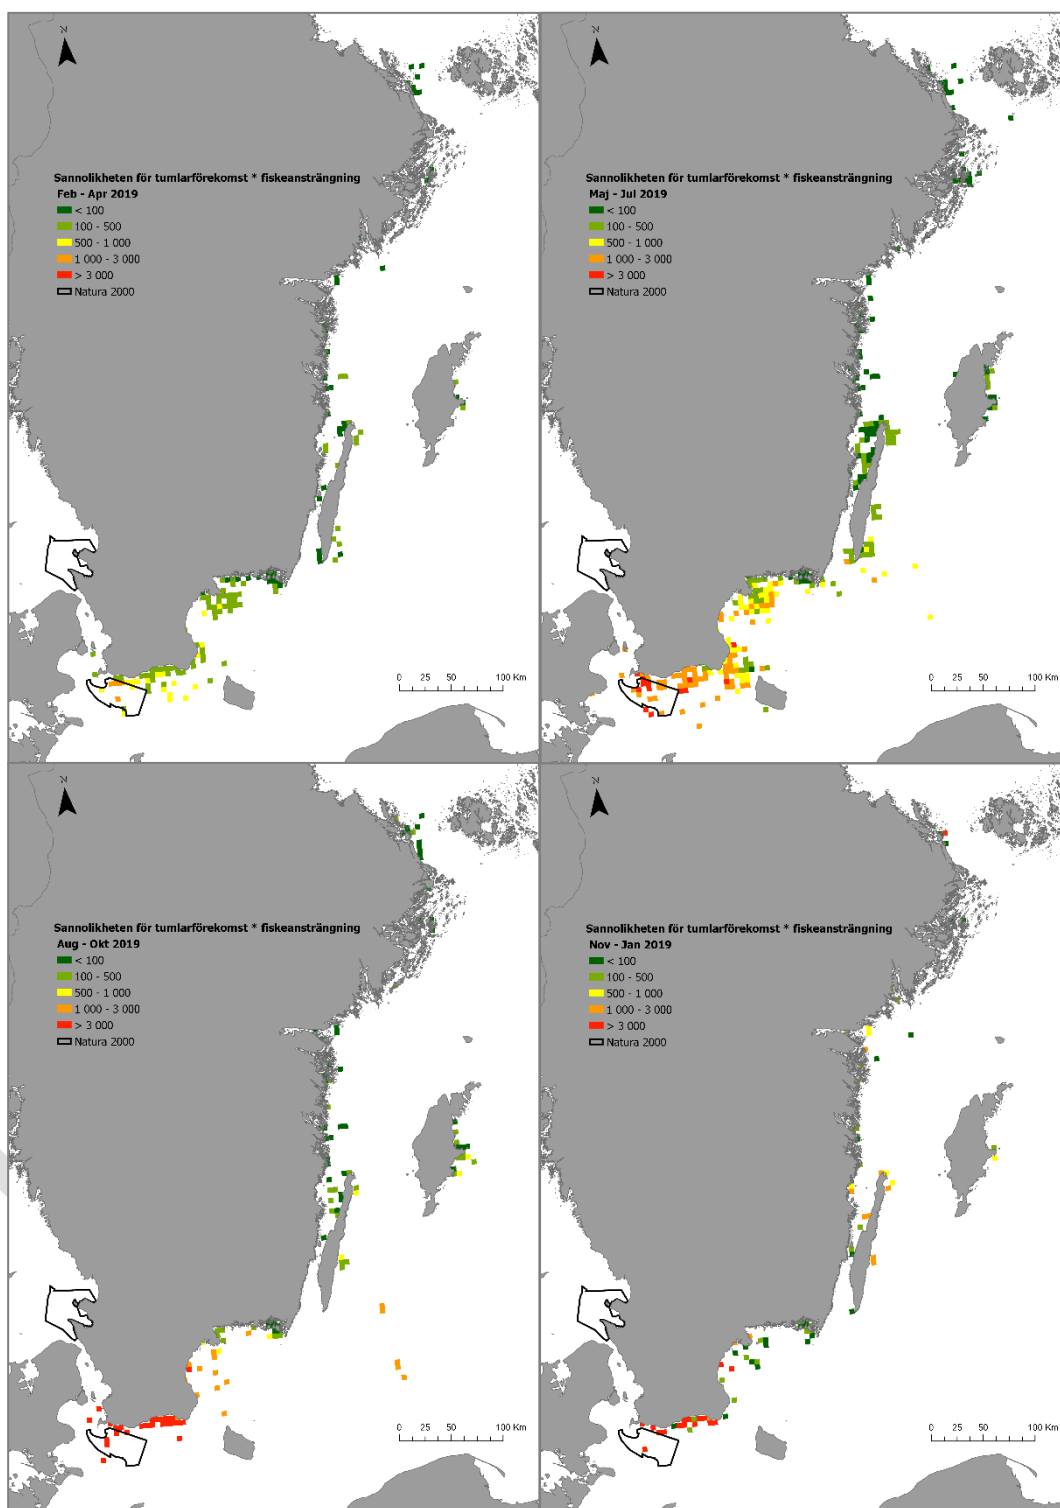 Z
Sannolikheten för tumlarförekomst * fiskeansträngning
Feb - Apr 2019
< 100
100 - 500
500 - 1 000
1 000 - 3 000
> 3 000
Natura 2000
0 25 50 100 Km
Z
Sannolikheten för tumlarförekomst * fiskeansträngning
Maj - Jul 2019
< 100
100 - 500
500 - 1 000
1 000 - 3 000
> 3 000
Natura 2000
0 25 50 100 Km
Z
Sannolikheten för tumlarförekomst * fiskeansträngning
Aug - Okt 2019
< 100
100 - 500
500 - 1 000
1 000 - 3 000
> 3 000
Natura 2000
0 25 50 100 Km
Z
Sannolikheten för tumlarförekomst * fiskeansträngning
Nov - Jan 2019
< 100
100 - 500
500 - 1 000
1 000 - 3 000
> 3 000
Natura 2000
0 25 50 100 Km